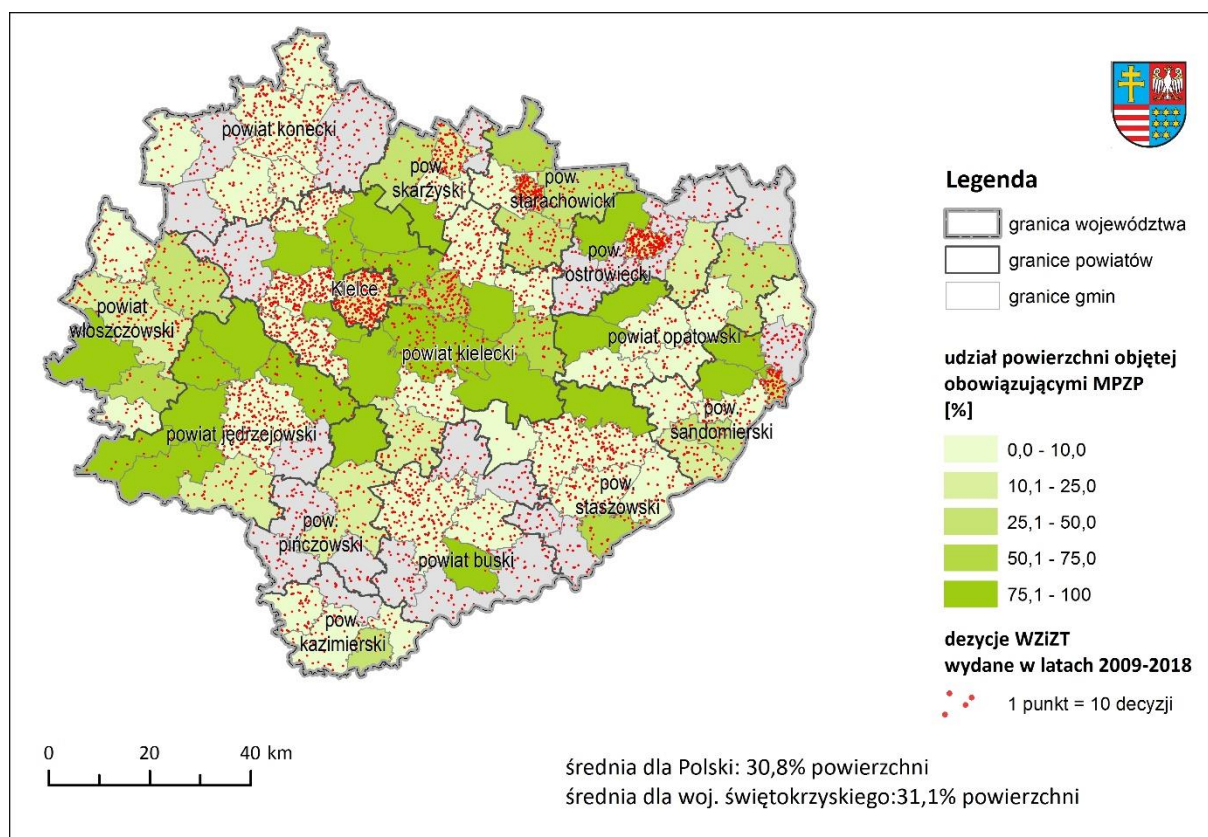 powiat konecki
pow.
skarżyski
pow.
starachowicki
pow.
ostrowiecki
Kielce
powiat
włoszczowski
powiat kielecki
powiat opatowski
powiat jędrzejowski
pow.
sandomierski
pow.
staszowski
pow.
pińczowski
powiat buski
pow.
kazimierski
Legenda
granica województwa
granice powiatów
granice gmin
udział powierzchni objętej
obowiązującymi MPZP
[%]
0,0 - 10,0
10,1 - 25,0
25,1 - 50,0
50,1 - 75,0
75,1 - 100
dezycje WZiZT
wydane w latach 2009-2018
1 punkt = 10 decyzji
0 20 40 km
średnia dla Polski: 30,8% powierzchni
średnia dla woj. świętokrzyskiego:31,1% powierzchni